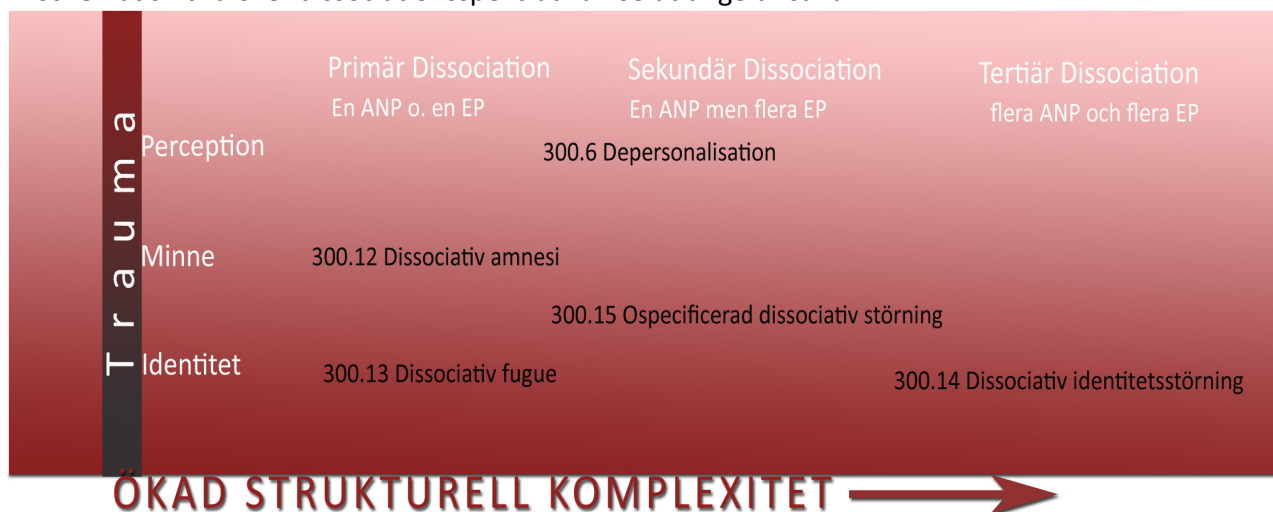 Primär Dissociation
Sekundär Dissociation
Tertiär Dissociation
En ANP o. en EP
En ANP men flera EP
flera ANP och flera EP
Trauma
Perception
300.6 Depersonalisation
Minne
300.12 Dissociativ amnesi
300.15 Ospecificerad dissociativ störning
Identitet
300.13 Dissociativ fugue
300.14 Dissociativ identitetsstörning
ÖKAD STRUKTURELL KOMPLEXITET